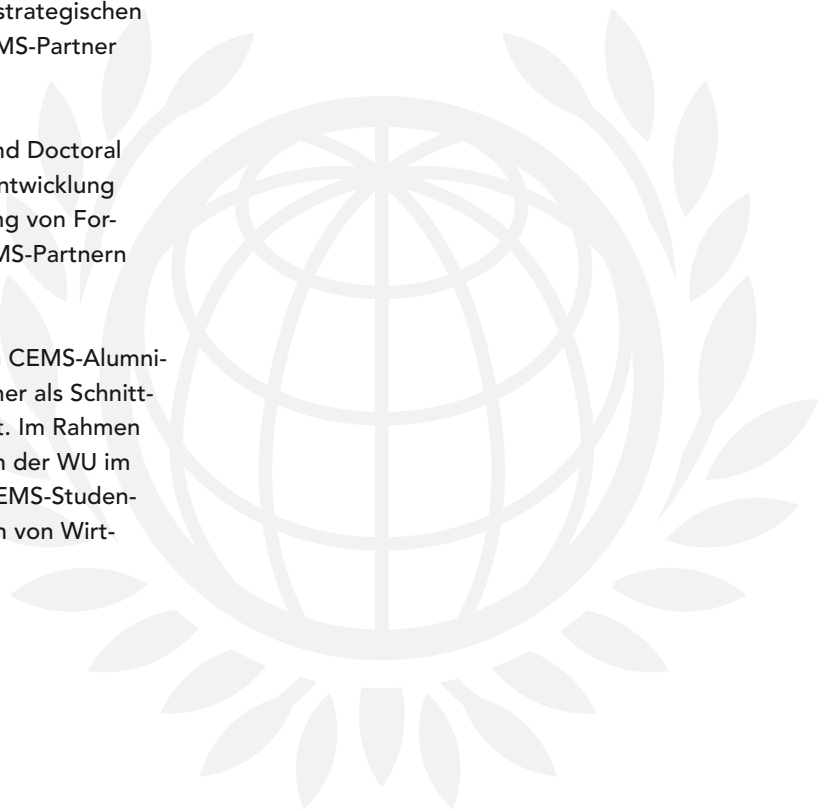 strategischen
MS-Partner
nd Doctoral
ntwicklung
ng von For-
MS-Partnern
CEMS-Alumni-
ner als Schnitt-
t. Im Rahmen
n der WU im
EMS-Studen-
n von Wirt-